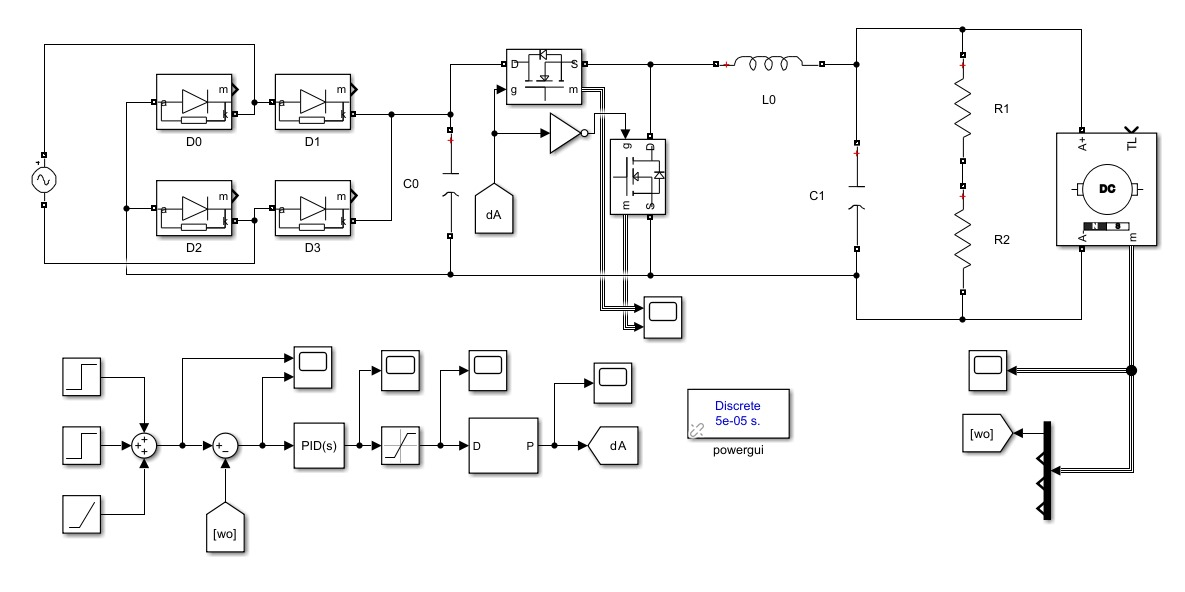 D S
g m
a m k
D0
a m k
D1
L0
R1
A+ TL
DC
N S
A- m
g D
m S
C0
C1
dA
a m k
D2
a m k
D3
R2
+ + +
+ −
PID(s)
D P
dA
[wo]
Discrete
5e-05 s.
powergui
[wo]